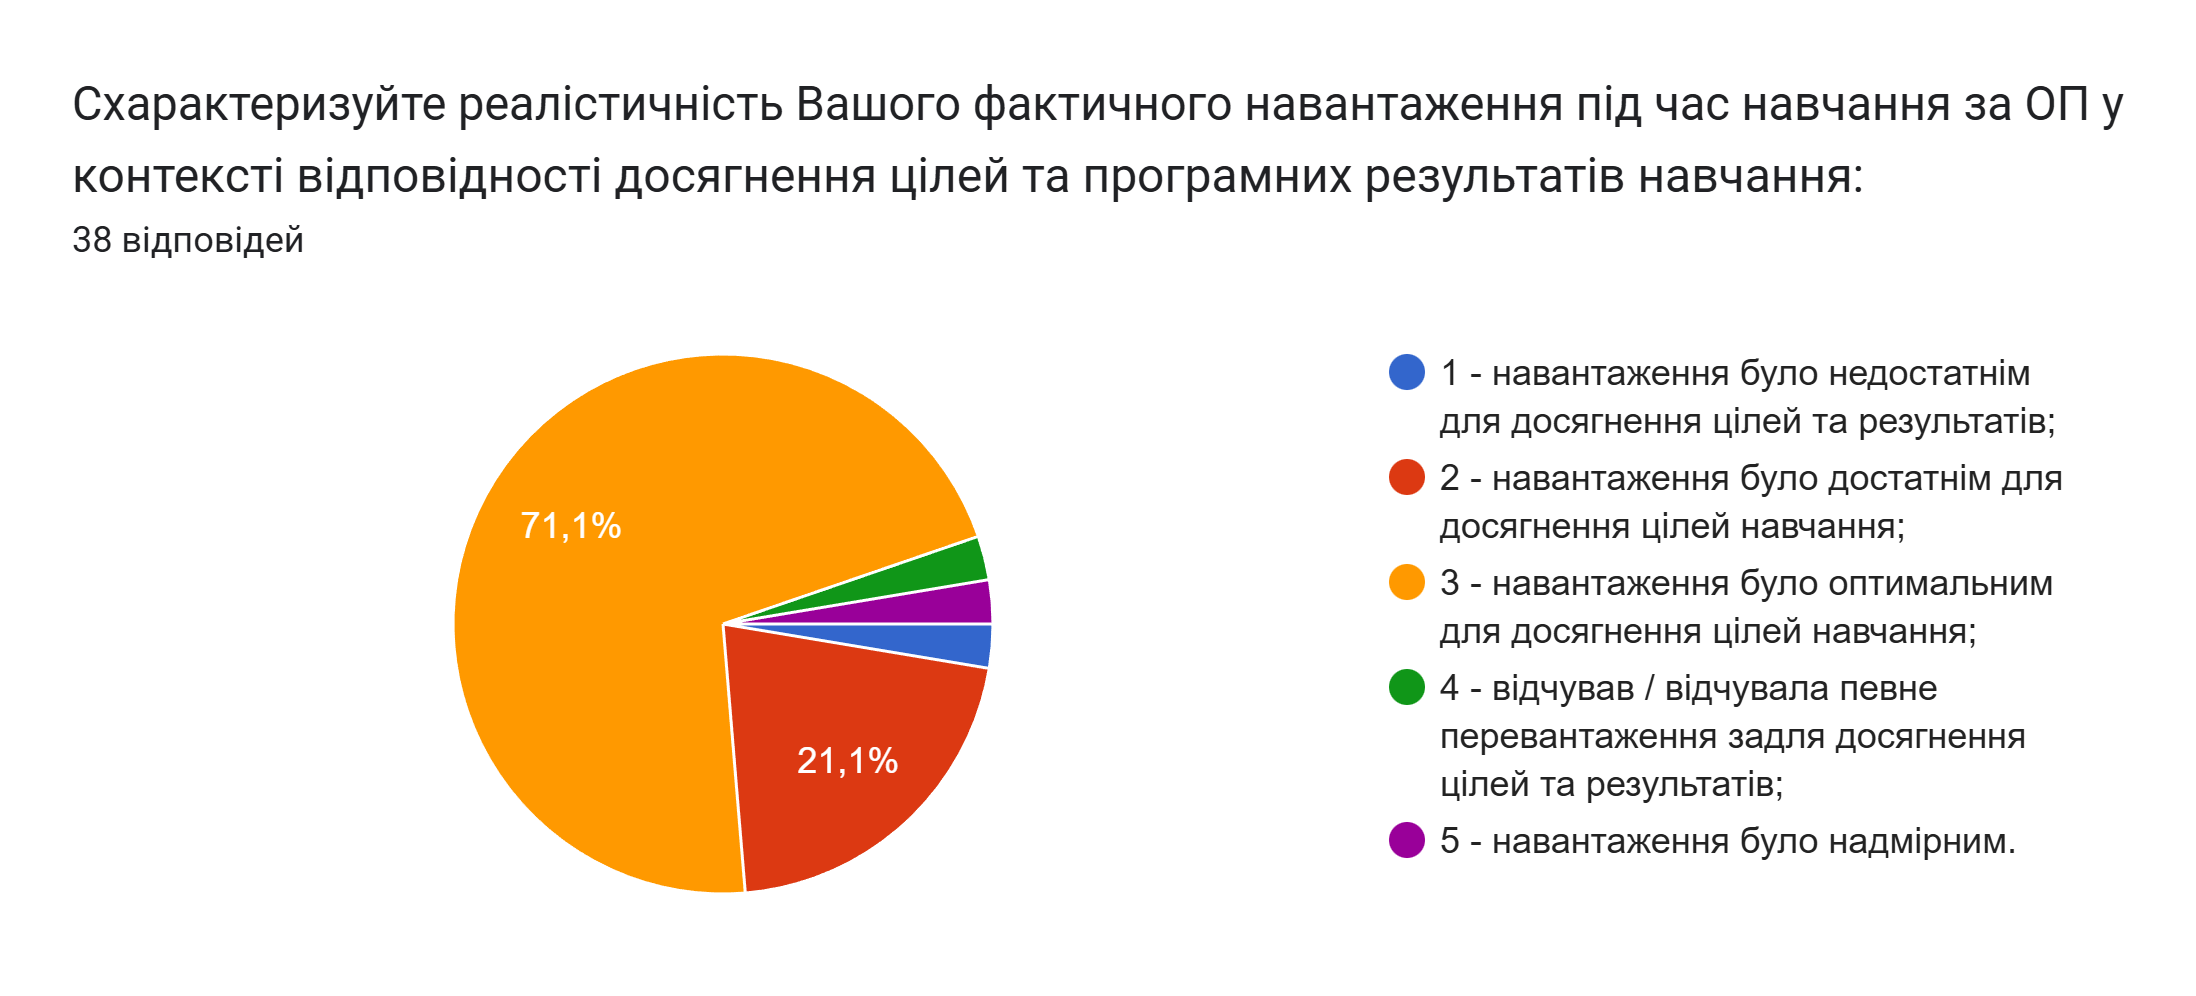 Схарактеризуйте реалістичність Вашого фактичного навантаження під час навчання за ОП у
контексті відповідності досягнення цілей та програмних результатів навчання:
38 відповідей
71,1%
21,1%
1 - навантаження було недостатнім
для досягнення цілей та результатів;
2 - навантаження було достатнім для
досягнення цілей навчання;
3 - навантаження було оптимальним
для досягнення цілей навчання;
4 - відчував / відчувала певне
перевантаження задля досягнення
цілей та результатів;
5 - навантаження було надмірним.